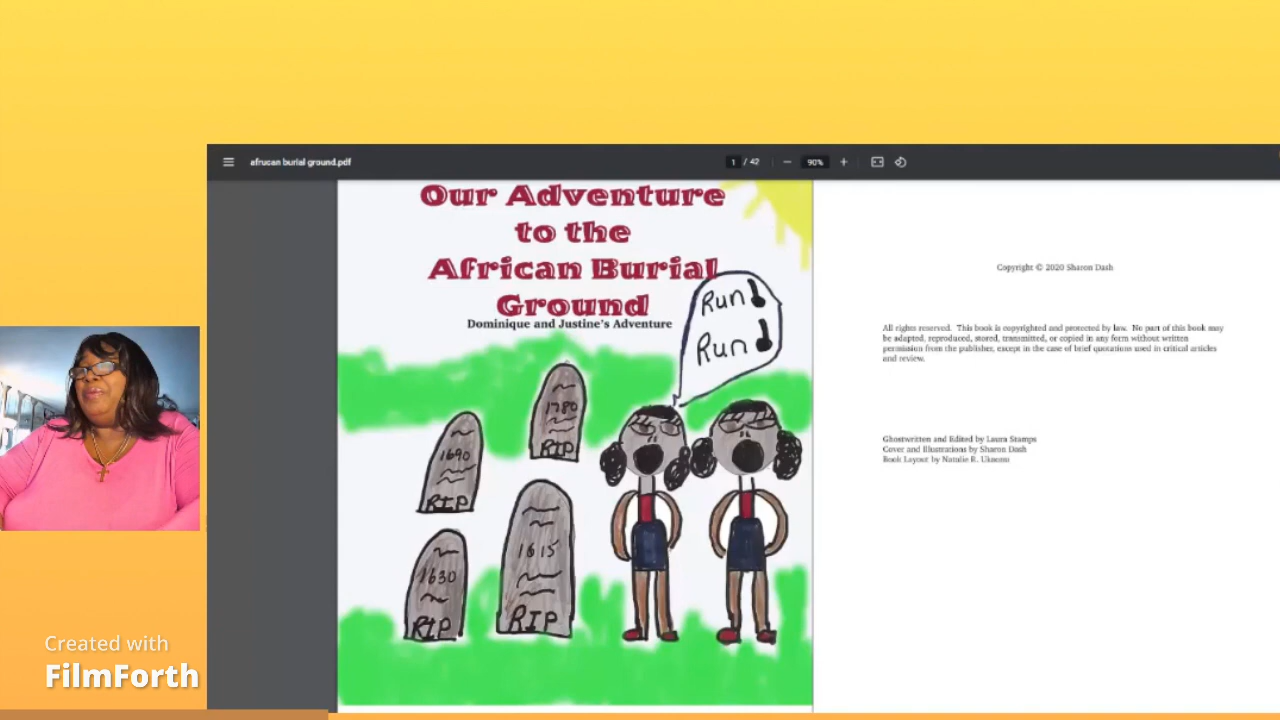 afrucan burial ground.pdf
1 / 42
90%
Our Adventure
to the
African Burial
Ground
Dominique and Justine's Adventure
Run!
Run!
1780
RIP
1690
RIP
1615
RIP
1630
RIP
Copyright © 2020 Sharon Dash
All rights reserved. This book is copyrighted and protected by law. No part of this book may
be adapted, reproduced, stored, transmitted, or copied in any form without written
permission from the publisher, except in the case of brief quotations used in critical articles
and review.
Ghostwritten and Edited by Laura Stamps
Cover and Illustrations by Sharon Dash
Book Layout by Natalie R.
Created with
FilmForth